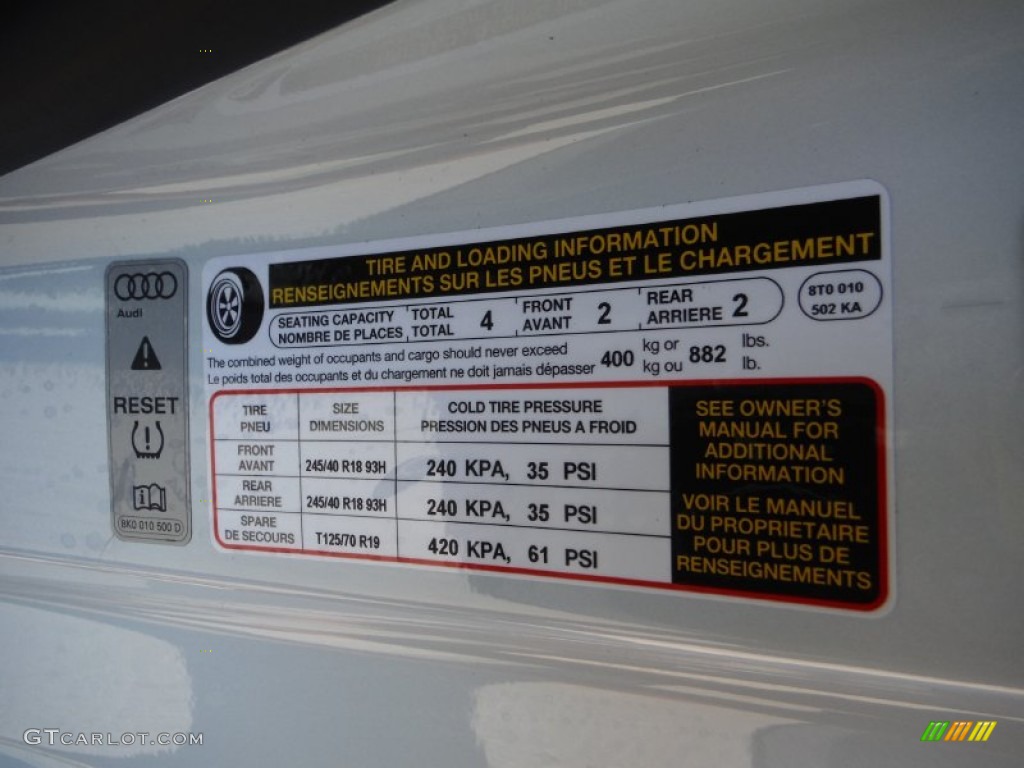 Audi
RESET
8K0 010 500 D
TIRE AND LOADING INFORMATION
RENSEIGNEMENTS SUR LES PNEUS ET LE CHARGEMENT
SEATING CAPACITY TOTAL 4 FRONT 2 REAR 2
NOMBRE DE PLACES TOTAL AVANT ARRIERE
8T0 010
502 KA
The combined weight of occupants and cargo should never exceed 400 kg or 882 lbs.
Le poids total des occupants et du chargement ne doit jamais dépasser kg ou lb.
TIRE SIZE COLD TIRE PRESSURE
PNEU DIMENSIONS PRESSION DES PNEUS A FROID
FRONT
AVANT 245/40 R18 93H 240 KPA, 35 PSI
REAR
ARRIERE 245/40 R18 93H 240 KPA, 35 PSI
SPARE
DE SECOURS T125/70 R19 420 KPA, 61 PSI
SEE OWNER'S
MANUAL FOR
ADDITIONAL
INFORMATION
VOIR LE MANUEL
DU PROPRIETAIRE
POUR PLUS DE
RENSEIGNEMENTS
GTCARLOT.COM